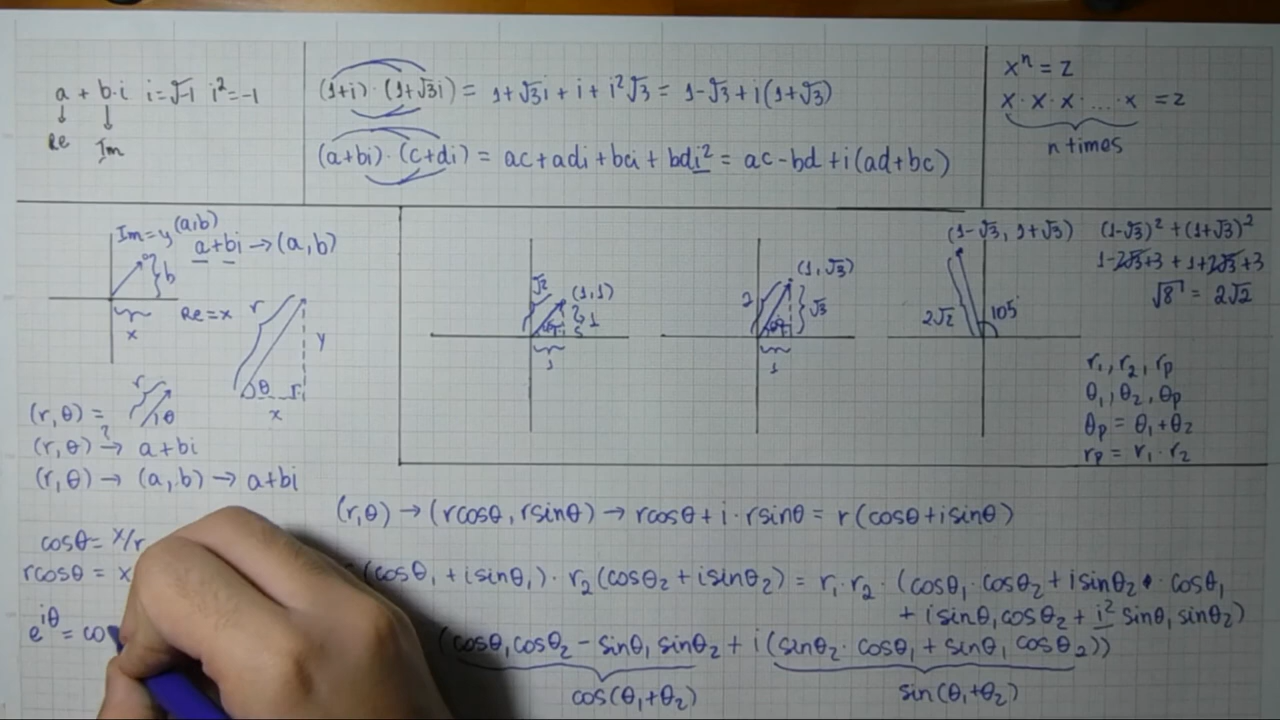 a + b·i i=√-1 i²=-1
Re
Im
(1+i)·(1+√3i) = 1+√3i + i + i²√3 = 1-√3 + i(1+√3)
(a+bi)·(c+di) = ac + adi + bci + bdi² = ac - bd + i(ad+bc)
xⁿ = z
x·x·x·....·x = z
n times
Im=y (a,b)
a+bi → (a,b)
b
x
Re=x
r
y
θ
x
(r,θ) =
r
θ
(r,θ) →? a+bi
(r,θ) → (a,b) → a+bi
√2
(1,1)
1
1
2
(1,√3)
√3
1
(1-√3, 1+√3)
2√2
105°
(1-√3)² + (1+√3)²
1-2√3+3 + 1+2√3+3
√8 = 2√2
r₁, r₂, rp
θ₁, θ₂, θp
θp = θ₁+θ₂
rp = r₁·r₂
(r,θ) → (rcosθ, rsinθ) → rcosθ + i·rsinθ = r(cosθ+isinθ)
cosθ = x/r
rcosθ = x
(cosθ₁ + isinθ₁)·r₂(cosθ₂ + isinθ₂) = r₁·r₂·(cosθ₁·cosθ₂ + isinθ₂·cosθ₁
+ isinθ₁cosθ₂ + i² sinθ₁ sinθ₂)
e^iθ = co
(cosθ₁cosθ₂ - sinθ₁ sinθ₂ + i(sinθ₂·cosθ₁ + sinθ₁ cosθ₂))
cos(θ₁+θ₂)
sin(θ₁+θ₂)